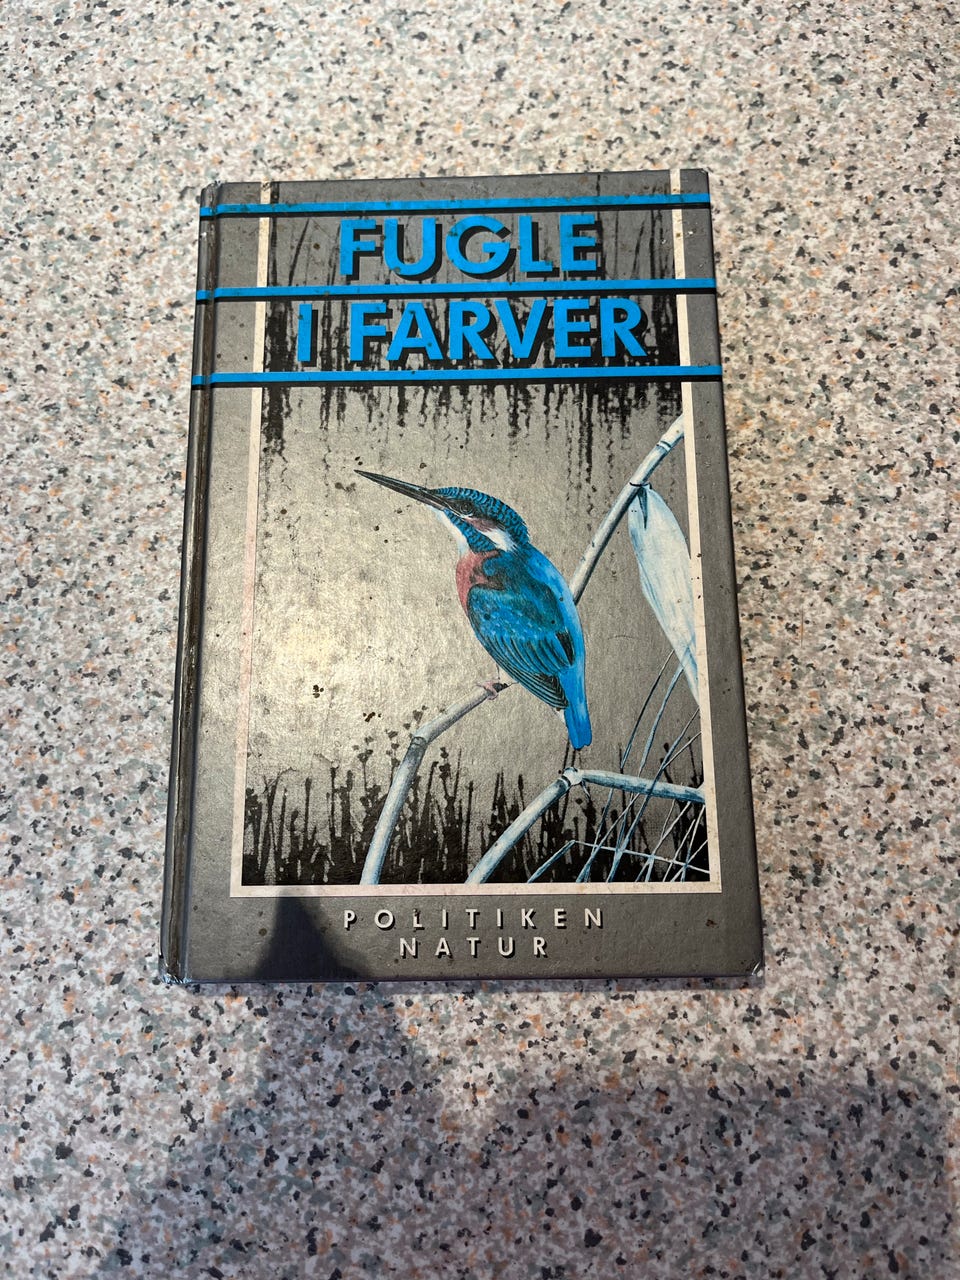 FUGLE
I FARVER
POLITIKEN
NATUR